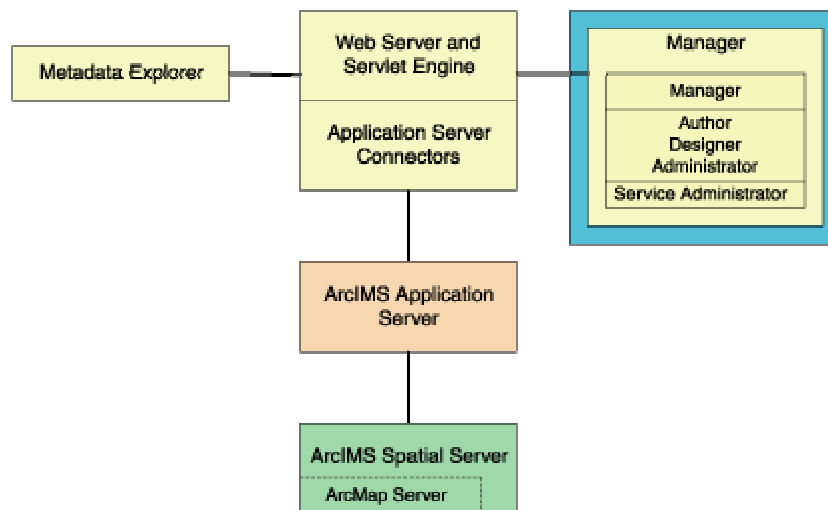 Metadata Explorer
Web Server and
Servlet Engine
Application Server
Connectors
Manager
Manager
Author
Designer
Administrator
Service Administrator
ArcIMS Application
Server
ArcIMS Spatial Server
ArcMap Server